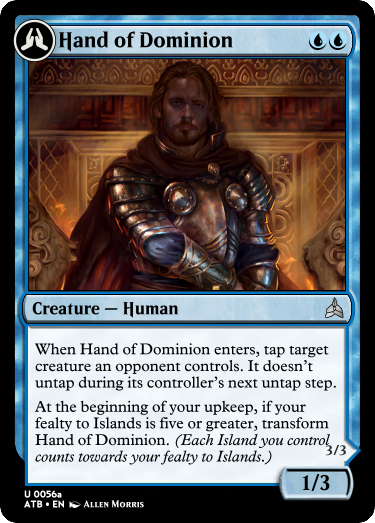 Hand of Dominion
Creature — Human
When Hand of Dominion enters, tap target
creature an opponent controls. It doesn't
untap during its controller's next untap step.
At the beginning of your upkeep, if your
fealty to Islands is five or greater, transform
Hand of Dominion. (Each Island you control
counts towards your fealty to Islands.)
3/3
1/3
U 0056a
ATB • EN Allen Morris